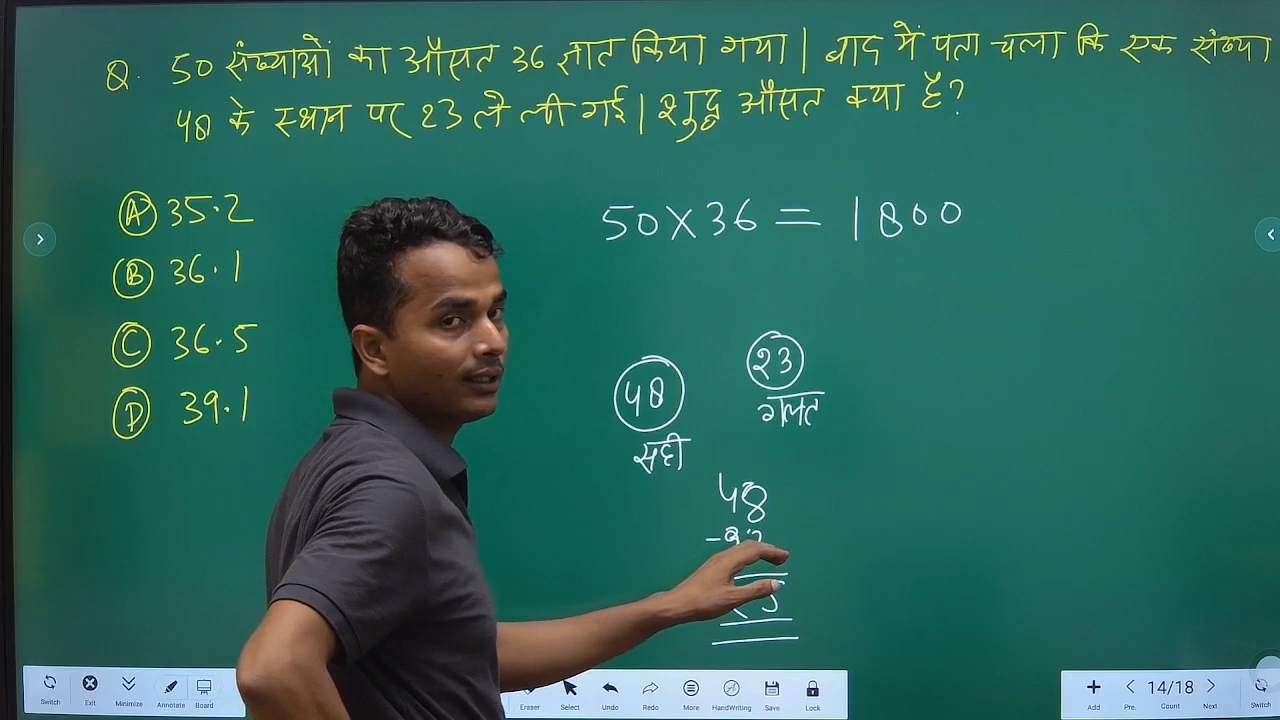 Q. 50 संख्याओं का औसत 36 ज्ञात किया गया | बाद में पता चला कि एक संख्या
48 के स्थान पर 23 ले ली गई | शुद्ध औसत क्या है?
A 35.2
B 36.1
C 36.5
D 39.1
50 X 36 = 1800
48
सही
23
गलत
48
Switch Exit Minimize Annotate Board Eraser Select Undo Redo More HandWriting Save Lock
14/18
Add Pre. Count Next Switch